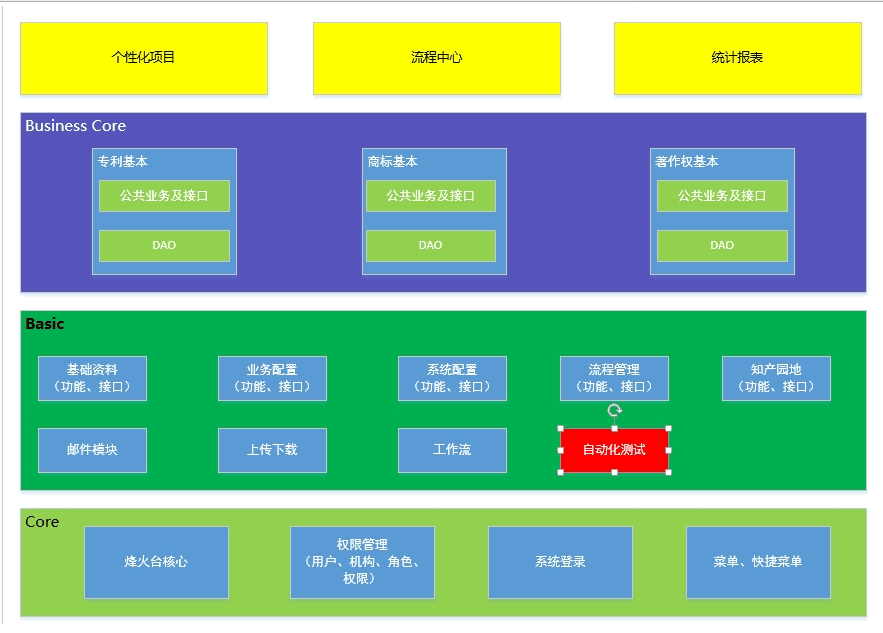 个性化项目
流程中心
统计报表
Business Core
专利基本
公共业务及接口
DAO
商标基本
公共业务及接口
DAO
著作权基本
公共业务及接口
DAO
Basic
基础资料
（功能、接口）
业务配置
（功能、接口）
系统配置
（功能、接口）
流程管理
（功能、接口）
知产园地
（功能、接口）
邮件模块
上传下载
工作流
自动化测试
Core
烽火台核心
权限管理
（用户、机构、角色、
权限）
系统登录
菜单、快捷菜单